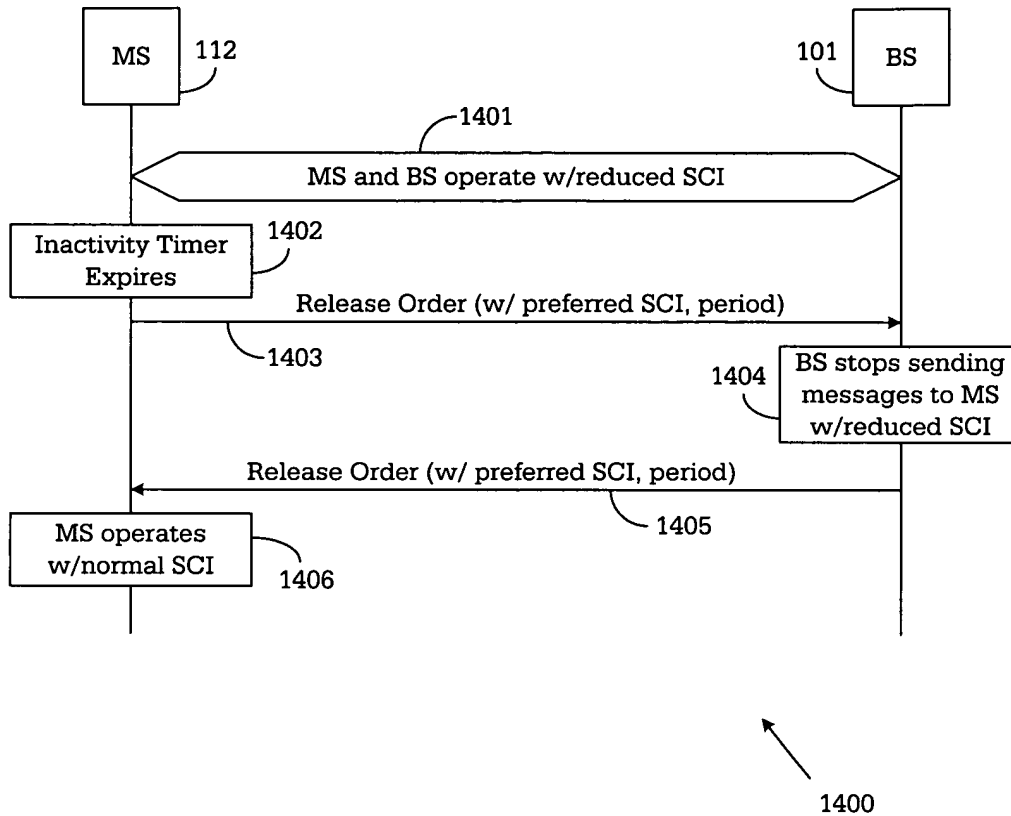 MS
112
101
BS
1401
MS and BS operate w/reduced SCI
Inactivity Timer
Expires
1402
Release Order (w/ preferred SCI, period)
1403
BS stops sending
messages to MS
w/reduced SCI
1404
Release Order (w/ preferred SCI, period)
1405
MS operates
w/normal SCI
1406
1400